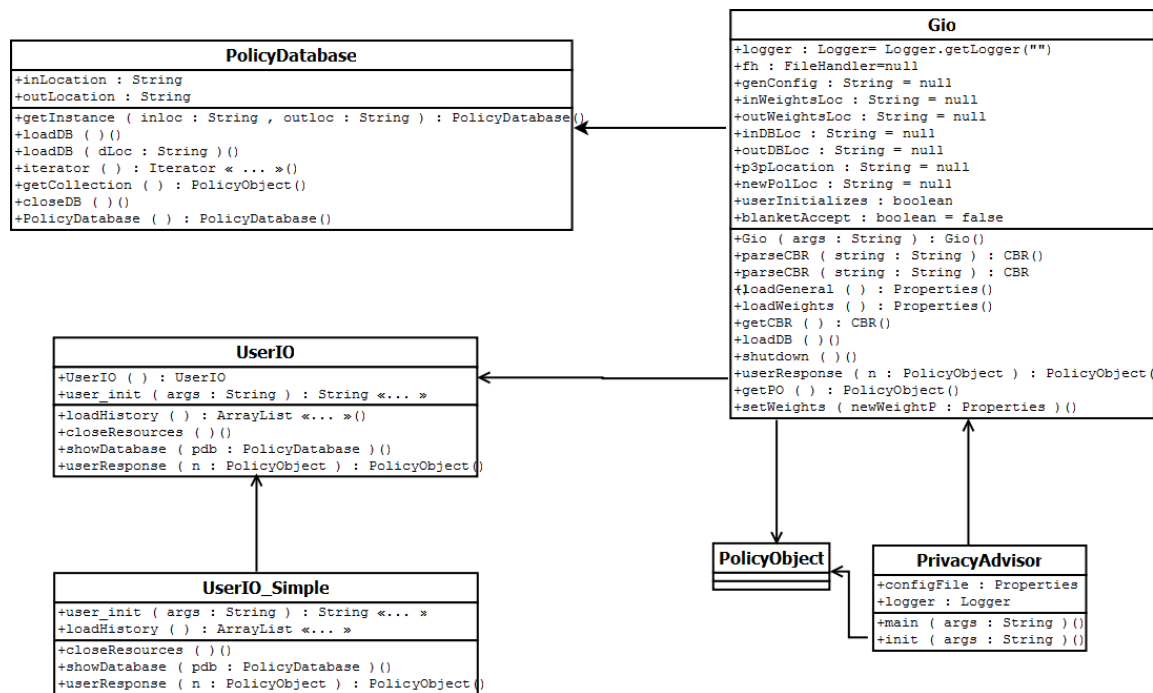 PolicyDatabase
+inLocation : String
+outLocation : String
+getInstance ( inloc : String , outloc : String ) : PolicyDatabase()
+loadDB ( )()
+loadDB ( dLoc : String )()
+iterator ( ) : Iterator « ... »()
+getCollection ( ) : PolicyObject()
+closeDB ( )()
+PolicyDatabase ( ) : PolicyDatabase()
Gio
+logger : Logger= Logger.getLogger("")
+fh : FileHandler=null
+genConfig : String = null
+inWeightsLoc : String = null
+outWeightsLoc : String = null
+inDBLoc : String = null
+outDBLoc : String = null
+p3pLocation : String = null
+newPolLoc : String = null
+userInitializes : boolean
+blanketAccept : boolean = false
+Gio ( args : String ) : Gio()
+parseCBR ( string : String ) : CBR()
+parseCBR ( string : String ) : CBR
()
+loadGeneral ( ) : Properties()
+loadWeights ( ) : Properties()
+getCBR ( ) : CBR()
+loadDB ( )()
+shutdown ( )()
+userResponse ( n : PolicyObject ) : PolicyObject()
+getPO ( ) : PolicyObject()
+setWeights ( newWeightP : Properties )()
UserIO
+UserIO ( ) : UserIO
+user_init ( args : String ) : String «... »
+loadHistory ( ) : ArrayList «... »()
+closeResources ( )()
+showDatabase ( pdb : PolicyDatabase )()
+userResponse ( n : PolicyObject ) : PolicyObject()
UserIO_Simple
+user_init ( args : String ) : String «... »
+loadHistory ( ) : ArrayList «... »
+closeResources ( )()
+showDatabase ( pdb : PolicyDatabase )()
+userResponse ( n : PolicyObject ) : PolicyObject()
PolicyObject
PrivacyAdvisor
+configFile : Properties
+logger : Logger
+main ( args : String )()
+init ( args : String )()